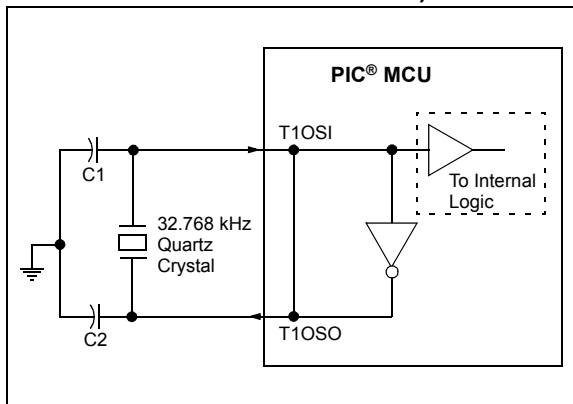 PIC® MCU
T1OSI
C1
To Internal
Logic
32.768 kHz
Quartz
Crystal
C2
T1OSO